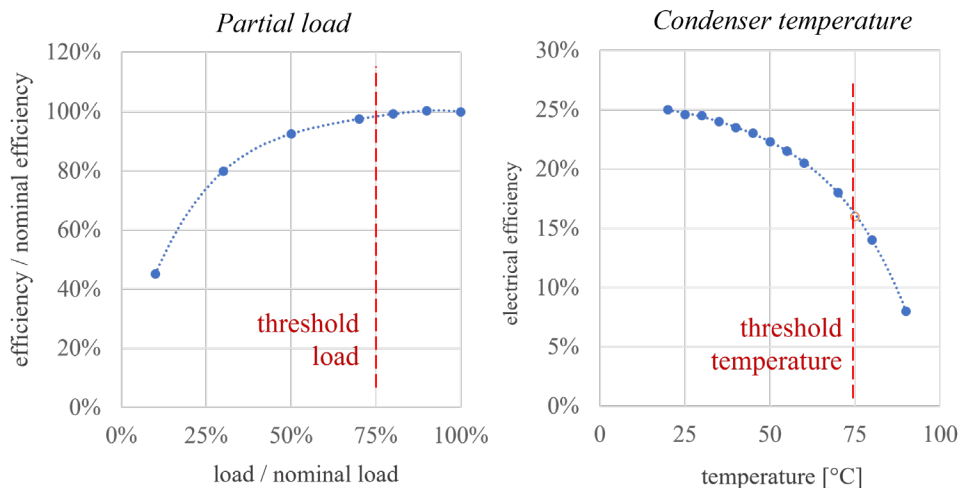 Partial load
120%
100%
80%
60%
40%
20%
0%
0%
25%
50%
75%
100%
efficiency / nominal efficiency
load / nominal load
threshold
load
Condenser temperature
30%
25%
20%
15%
10%
5%
0%
0
25
50
75
100
electrical efficiency
temperature [°C]
threshold
temperature